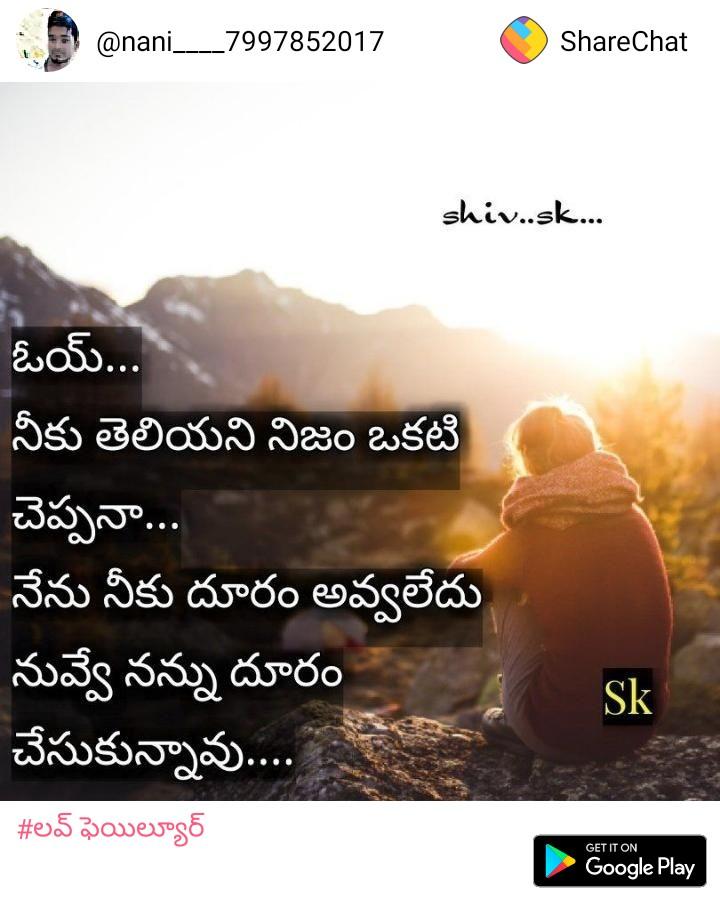 @nani____7997852017
ShareChat
shiv..sk...
ఓయ్...
నీకు తెలియని నిజం ఒకటి
చెప్పనా...
నేను నీకు దూరం అవ్వలేదు
నువ్వే నన్ను దూరం
చేసుకున్నావు....
Sk
#లవ్ ఫెయిల్యూర్
GET IT ON
Google Play